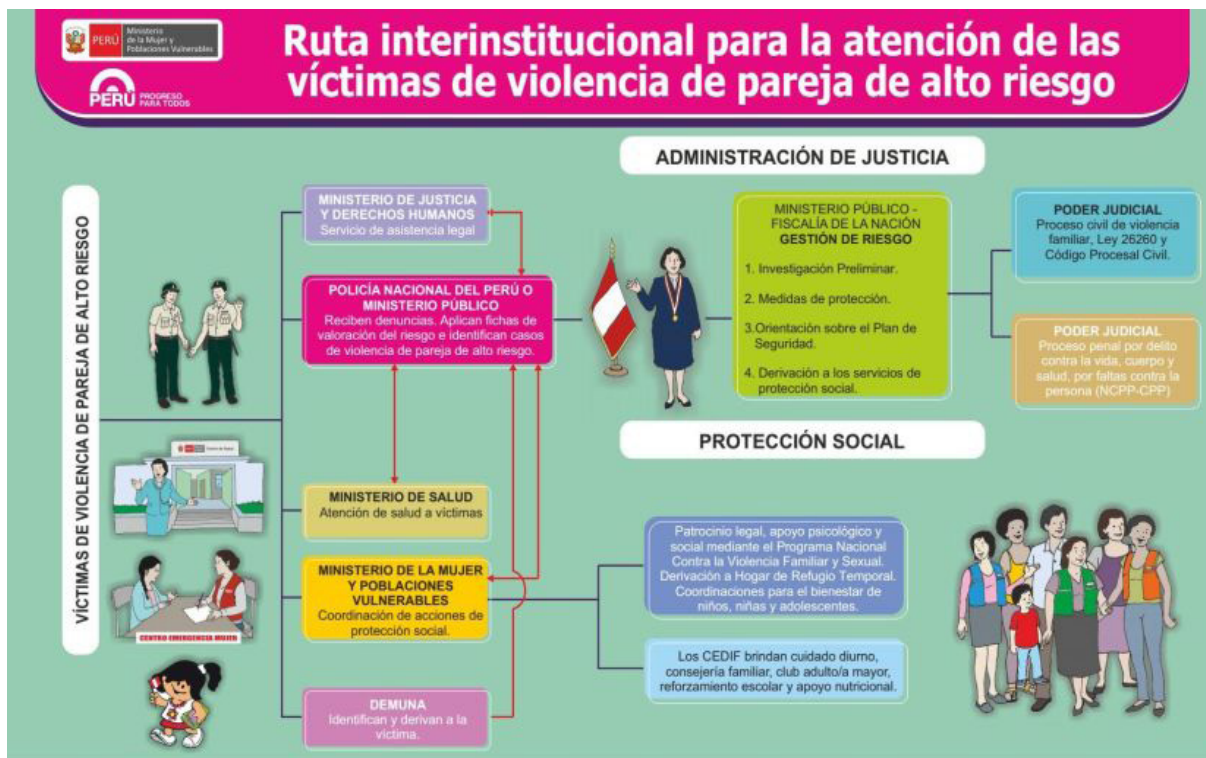 PERÚ
Ministerio
de la Mujer y
Poblaciones Vulnerables
PERÚ
PROGRESO
PARA TODOS
Ruta interinstitucional para la atención de las
víctimas de violencia de pareja de alto riesgo
ADMINISTRACIÓN DE JUSTICIA
VÍCTIMAS DE VIOLENCIA DE PAREJA DE ALTO RIESGO
MINISTERIO DE JUSTICIA
Y DERECHOS HUMANOS
Servicio de asistencia legal
POLICÍA NACIONAL DEL PERÚ O
MINISTERIO PÚBLICO
Reciben denuncias. Aplican fichas de
valoración del riesgo e identifican casos
de violencia de pareja de alto riesgo.
MINISTERIO PÚBLICO -
FISCALÍA DE LA NACIÓN
GESTIÓN DE RIESGO
1. Investigación Preliminar.
2. Medidas de protección.
3.Orientación sobre el Plan de
Seguridad.
4. Derivación a los servicios de
protección social.
PODER JUDICIAL
Proceso civil de violencia
familiar, Ley 26260 y
Código Procesal Civil.
PODER JUDICIAL
Proceso penal por delito
contra la vida, cuerpo y
salud, por faltas contra la
persona (NCPP-CPP)
PROTECCIÓN SOCIAL
MINISTERIO DE SALUD
Atención de salud a víctimas
MINISTERIO DE LA MUJER
Y POBLACIONES
VULNERABLES
Coordinación de acciones de
protección social.
CENTRO EMERGENCIA MUJER
DEMUNA
Identifican y derivan a la
víctima.
Patrocinio legal, apoyo psicológico y
social mediante el Programa Nacional
Contra la Violencia Familiar y Sexual.
Derivación a Hogar de Refugio Temporal.
Coordinaciones para el bienestar de
niños, niñas y adolescentes.
Los CEDIF brindan cuidado diurno,
consejería familiar, club adulto/a mayor,
reforzamiento escolar y apoyo nutricional.